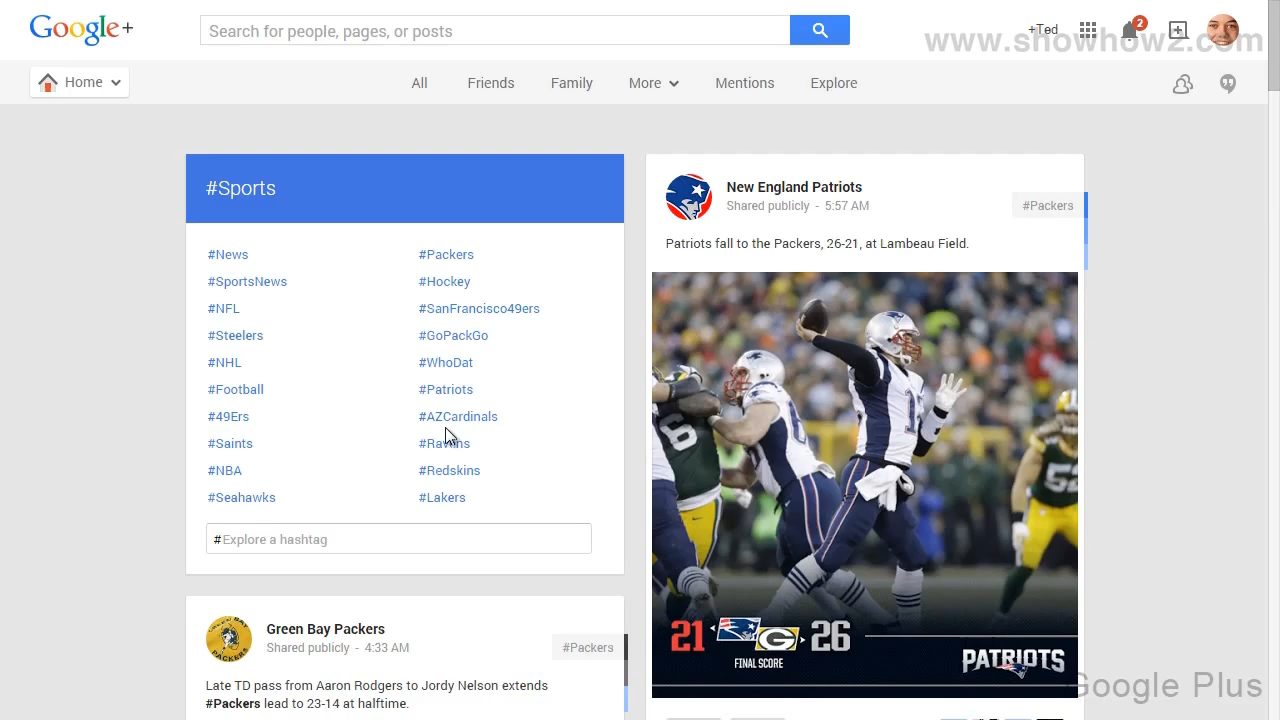 Google+
Search for people, pages, or posts
+Ted
2
www.showhow2.com
Home
All
Friends
Family
More
Mentions
Explore
#Sports
#News
#Packers
#SportsNews
#Hockey
#NFL
#SanFrancisco49ers
#Steelers
#GoPackGo
#NHL
#WhoDat
#Football
#Patriots
#49Ers
#AZCardinals
#Saints
#Ravens
#NBA
#Redskins
#Seahawks
#Lakers
#Explore a hashtag
Green Bay Packers
Shared publicly - 4:33 AM
#Packers
Late TD pass from Aaron Rodgers to Jordy Nelson extends
#Packers lead to 23-14 at halftime.
New England Patriots
Shared publicly - 5:57 AM
#Packers
Patriots fall to the Packers, 26-21, at Lambeau Field.
21
26
FINAL SCORE
PATRIOTS
Google Plus